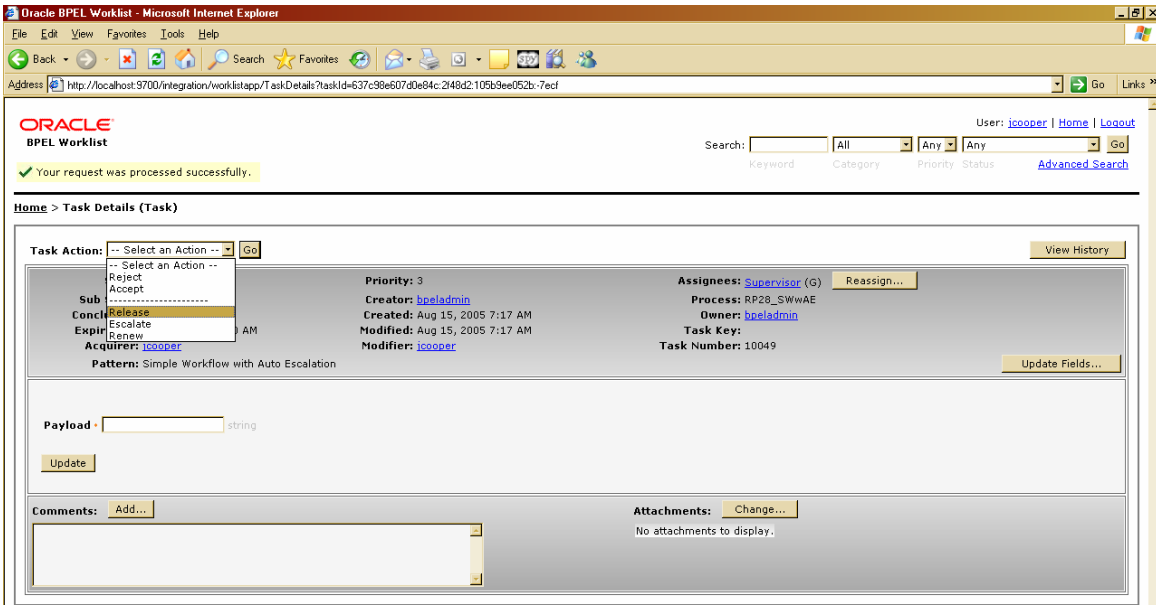 Oracle BPEL Worklist - Microsoft Internet Explorer
File Edit View Favorites Tools Help
Back Search Favorites SPY
Address http://localhost:9700/integration/worklistapp/TaskDetails?taskId=637c98e607d0e84c:2f48d2:105b9ee052b:-7ecf Go Links »
ORACLE
BPEL Worklist
User: jcooper | Home | Logout
Search: All Any Any Go
Keyword Category Priority Status Advanced Search
Your request was processed successfully.
Home > Task Details (Task)
Task Action: -- Select an Action -- Go View History
-- Select an Action --
Reject
Accept
----------------------
Release
Escalate
Renew
Priority: 3 Assignees: Supervisor (G) Reassign...
Sub Creator: bpeladmin Process: RP28_SWwAE
Concl Created: Aug 15, 2005 7:17 AM Owner: bpeladmin
Expir AM Modified: Aug 15, 2005 7:17 AM Task Key:
Acquirer: jcooper Modifier: jcooper Task Number: 10049
Pattern: Simple Workflow with Auto Escalation Update Fields...
Payload * string
Update
Comments: Add... Attachments: Change...
No attachments to display.